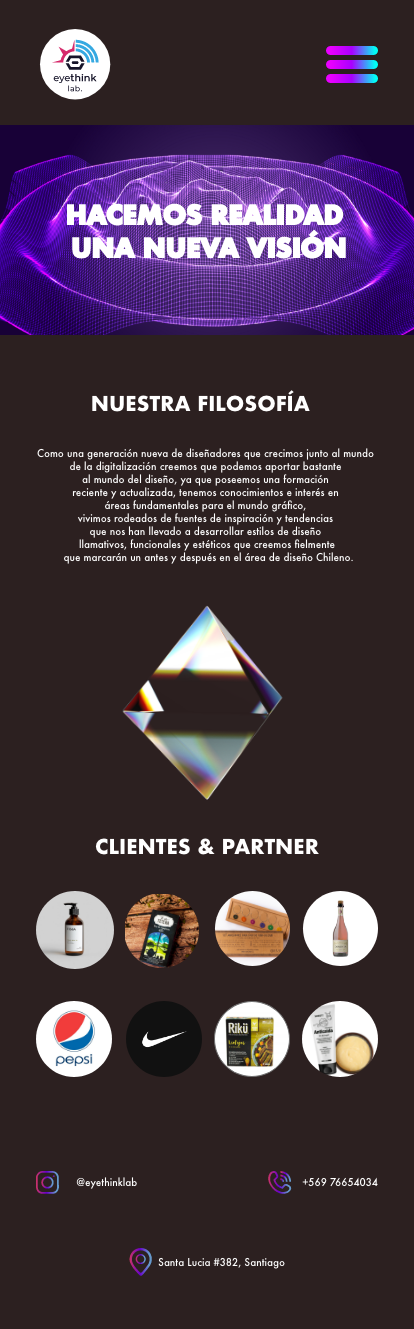 eyethink
lab.
HACEMOS REALIDAD
UNA NUEVA VISIÓN
NUESTRA FILOSOFÍA
Como una generación nueva de diseñadores que crecimos junto al mundo
de la digitalización creemos que podemos aportar bastante
al mundo del diseño, ya que poseemos una formación
reciente y actualizada, tenemos conocimientos e interés en
áreas fundamentales para el mundo gráfico,
vivimos rodeados de fuentes de inspiración y tendencias
que nos han llevado a desarrollar estilos de diseño
llamativos, funcionales y estéticos que creemos fielmente
que marcarán un antes y después en el área de diseño Chileno.
CLIENTES & PARTNER
pepsi
Rikü
@eyethinklab
+569 76654034
Santa Lucia #382, Santiago